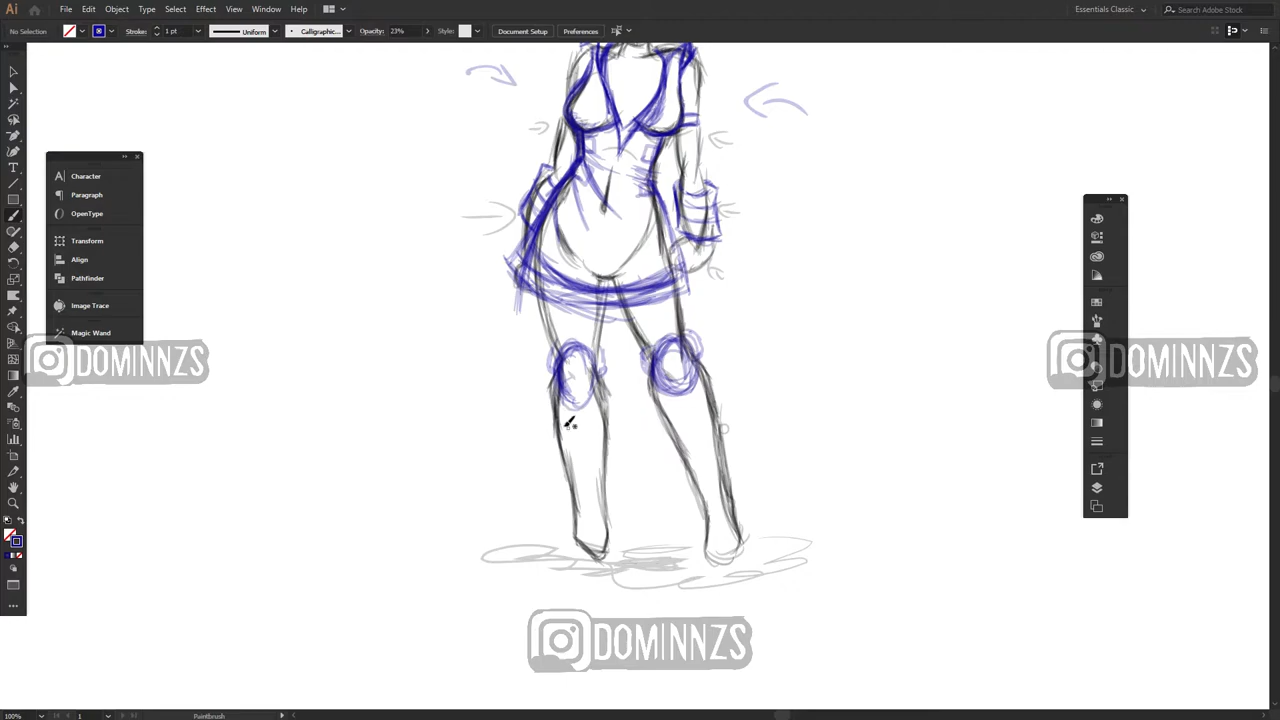 Ai File Edit Object Type Select Effect View Window Help Essentials Classic Search Adobe Stock
No Selection Stroke: 1 pt Uniform Calligraphic... Opacity: 23% Style: Document Setup Preferences
Character
Paragraph
OpenType
Transform
Align
Pathfinder
Image Trace
Magic Wand
DOMINNZS DOMINNZS
DOMINNZS
100% 1 Paintbrush